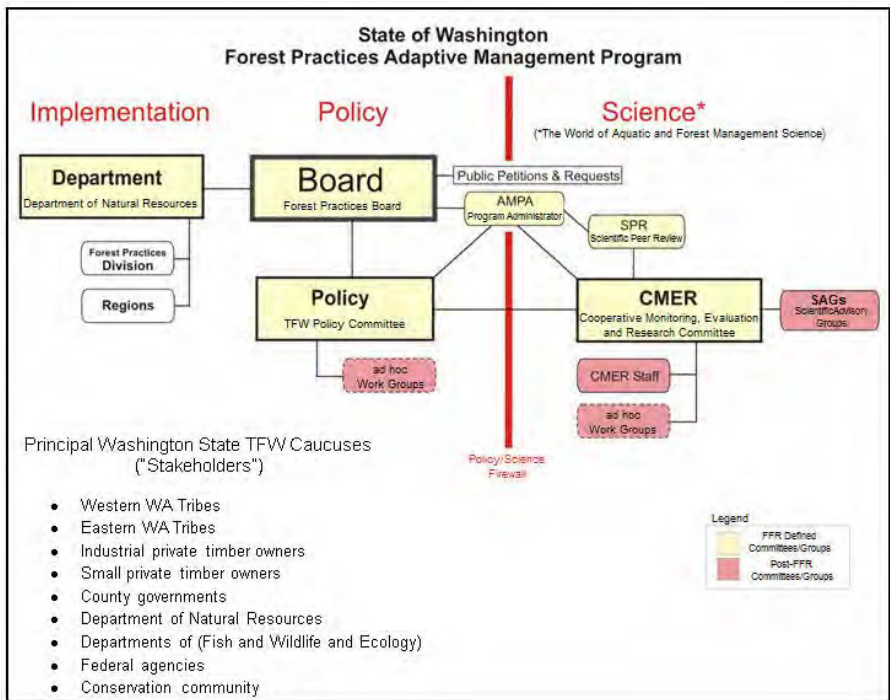 State of Washington
Forest Practices Adaptive Management Program
Implementation
Policy
Science*
(*The World of Aquatic and Forest Management Science)
Department
Department of Natural Resources
Board
Forest Practices Board
Public Petitions & Requests
AMPA
Program Administrator
SPR
Scientific Peer Review
Forest Practices
Division
Regions
Policy
TFW Policy Committee
CMER
Cooperative Monitoring, Evaluation
and Research Committee
SAGs
ScientificAdvisory
Groups
ad hoc
Work Groups
CMER Staff
ad hoc
Work Groups
Policy/Science
Firewall
Principal Washington State TFW Caucuses
("Stakeholders")
• Western WA Tribes
• Eastern WA Tribes
• Industrial private timber owners
• Small private timber owners
• County governments
• Department of Natural Resources
• Departments of (Fish and Wildlife and Ecology)
• Federal agencies
• Conservation community
Legend
FFR Defined
Committees/Groups
Post-FFR
Committees/Groups